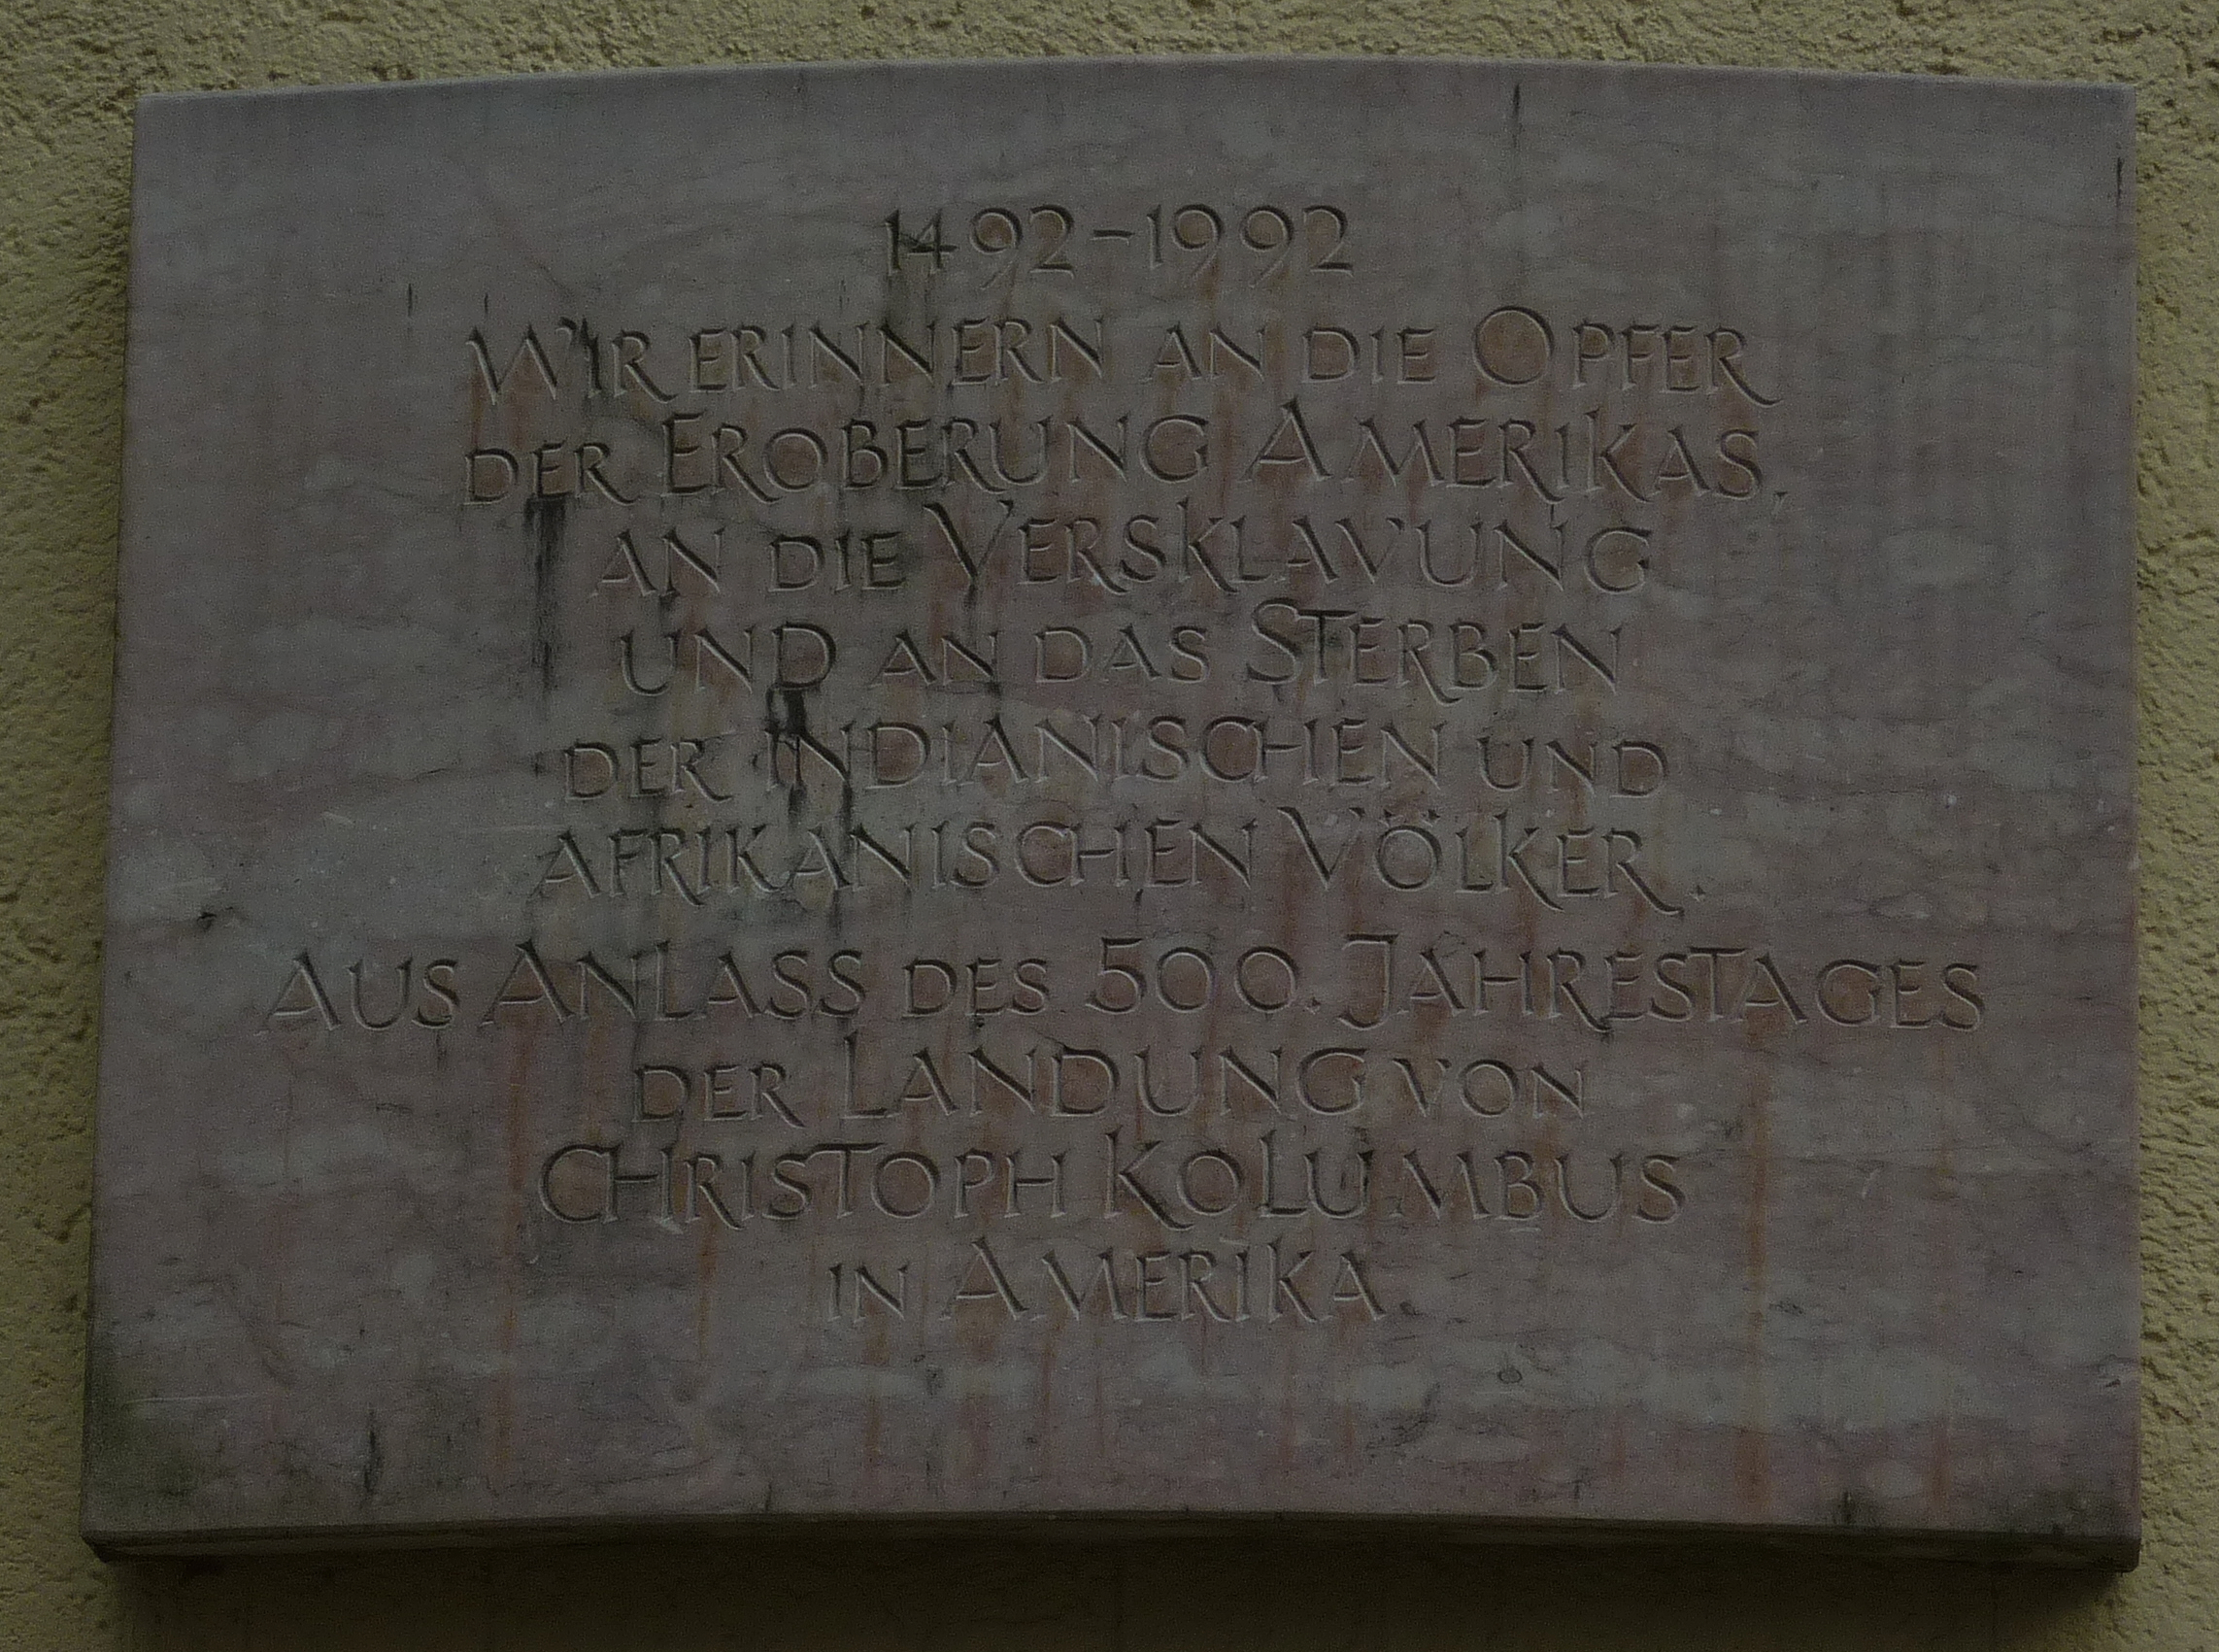 1492-1992
WIR ERINNERN AN DIE OPFER
DER EROBERUNG AMERIKAS,
AN DIE VERSKLAVUNG
UND AN DAS STERBEN
DER INDIANISCHEN UND
AFRIKANISCHEN VÖLKER.
AUS ANLASS DES 500. JAHRESTAGES
DER LANDUNG VON
CHRISTOPH KOLUMBUS
IN AMERIKA.